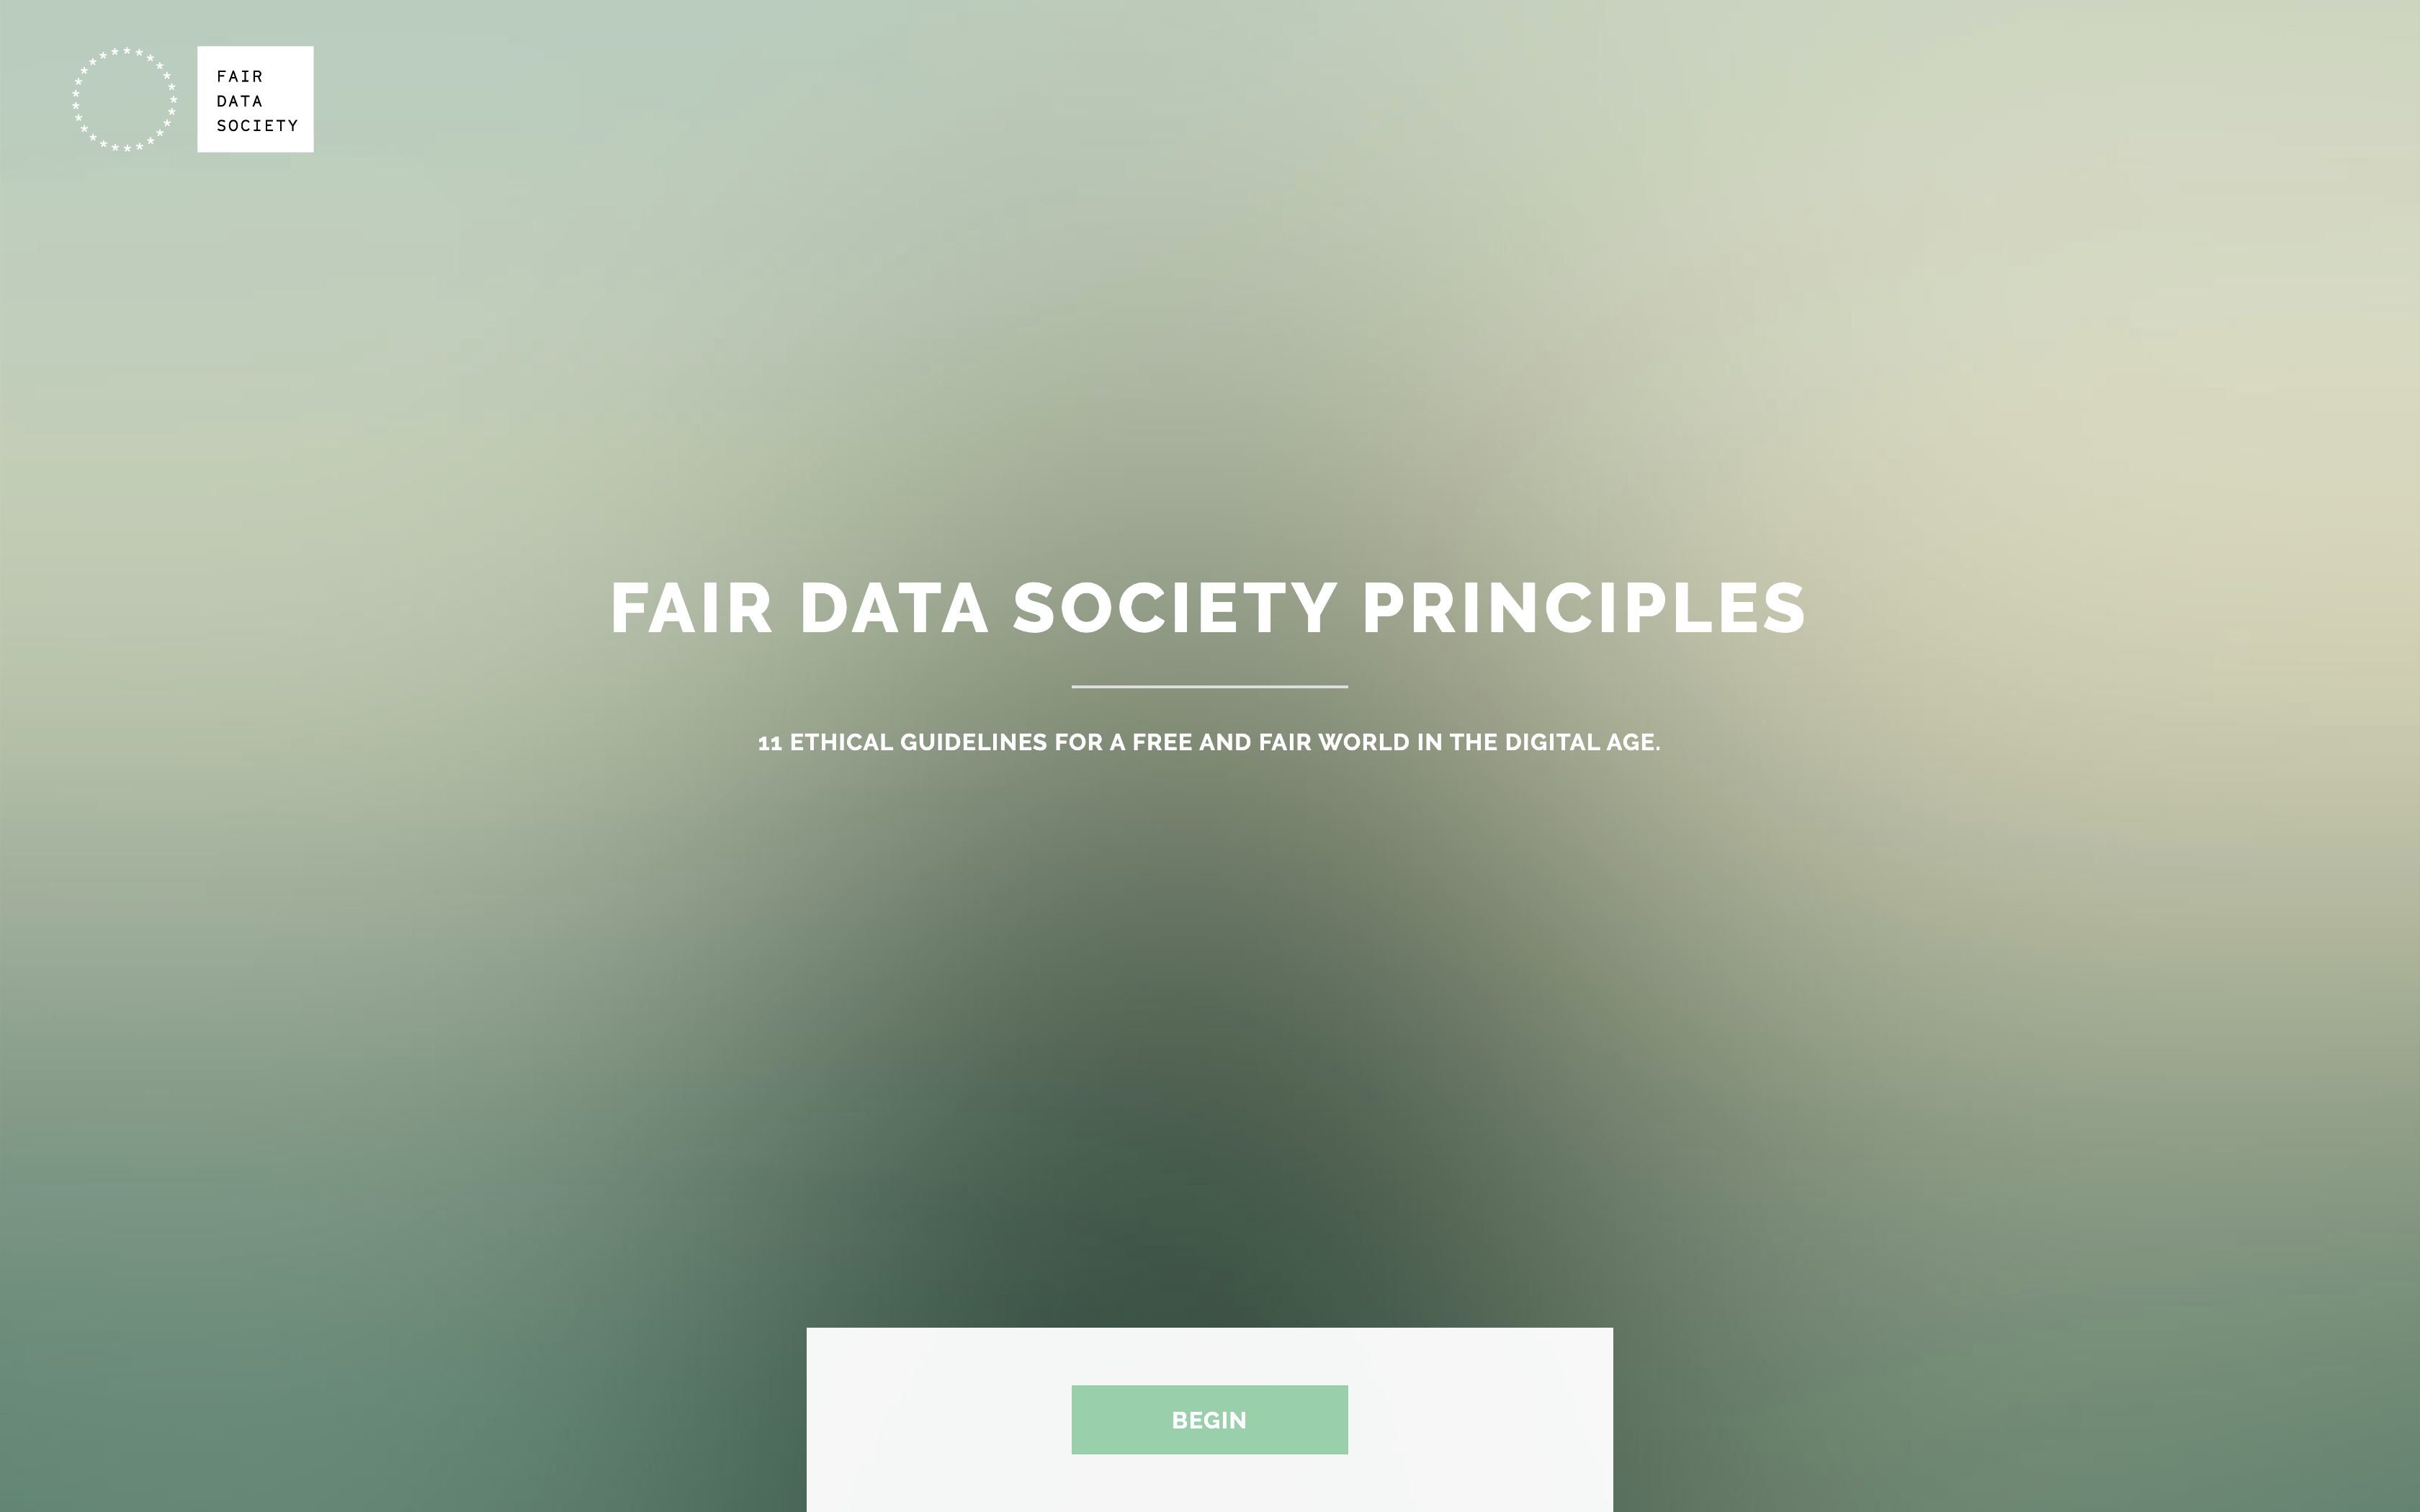 FAIR
DATA
SOCIETY
FAIR DATA SOCIETY PRINCIPLES
11 ETHICAL GUIDELINES FOR A FREE AND FAIR WORLD IN THE DIGITAL AGE.
BEGIN